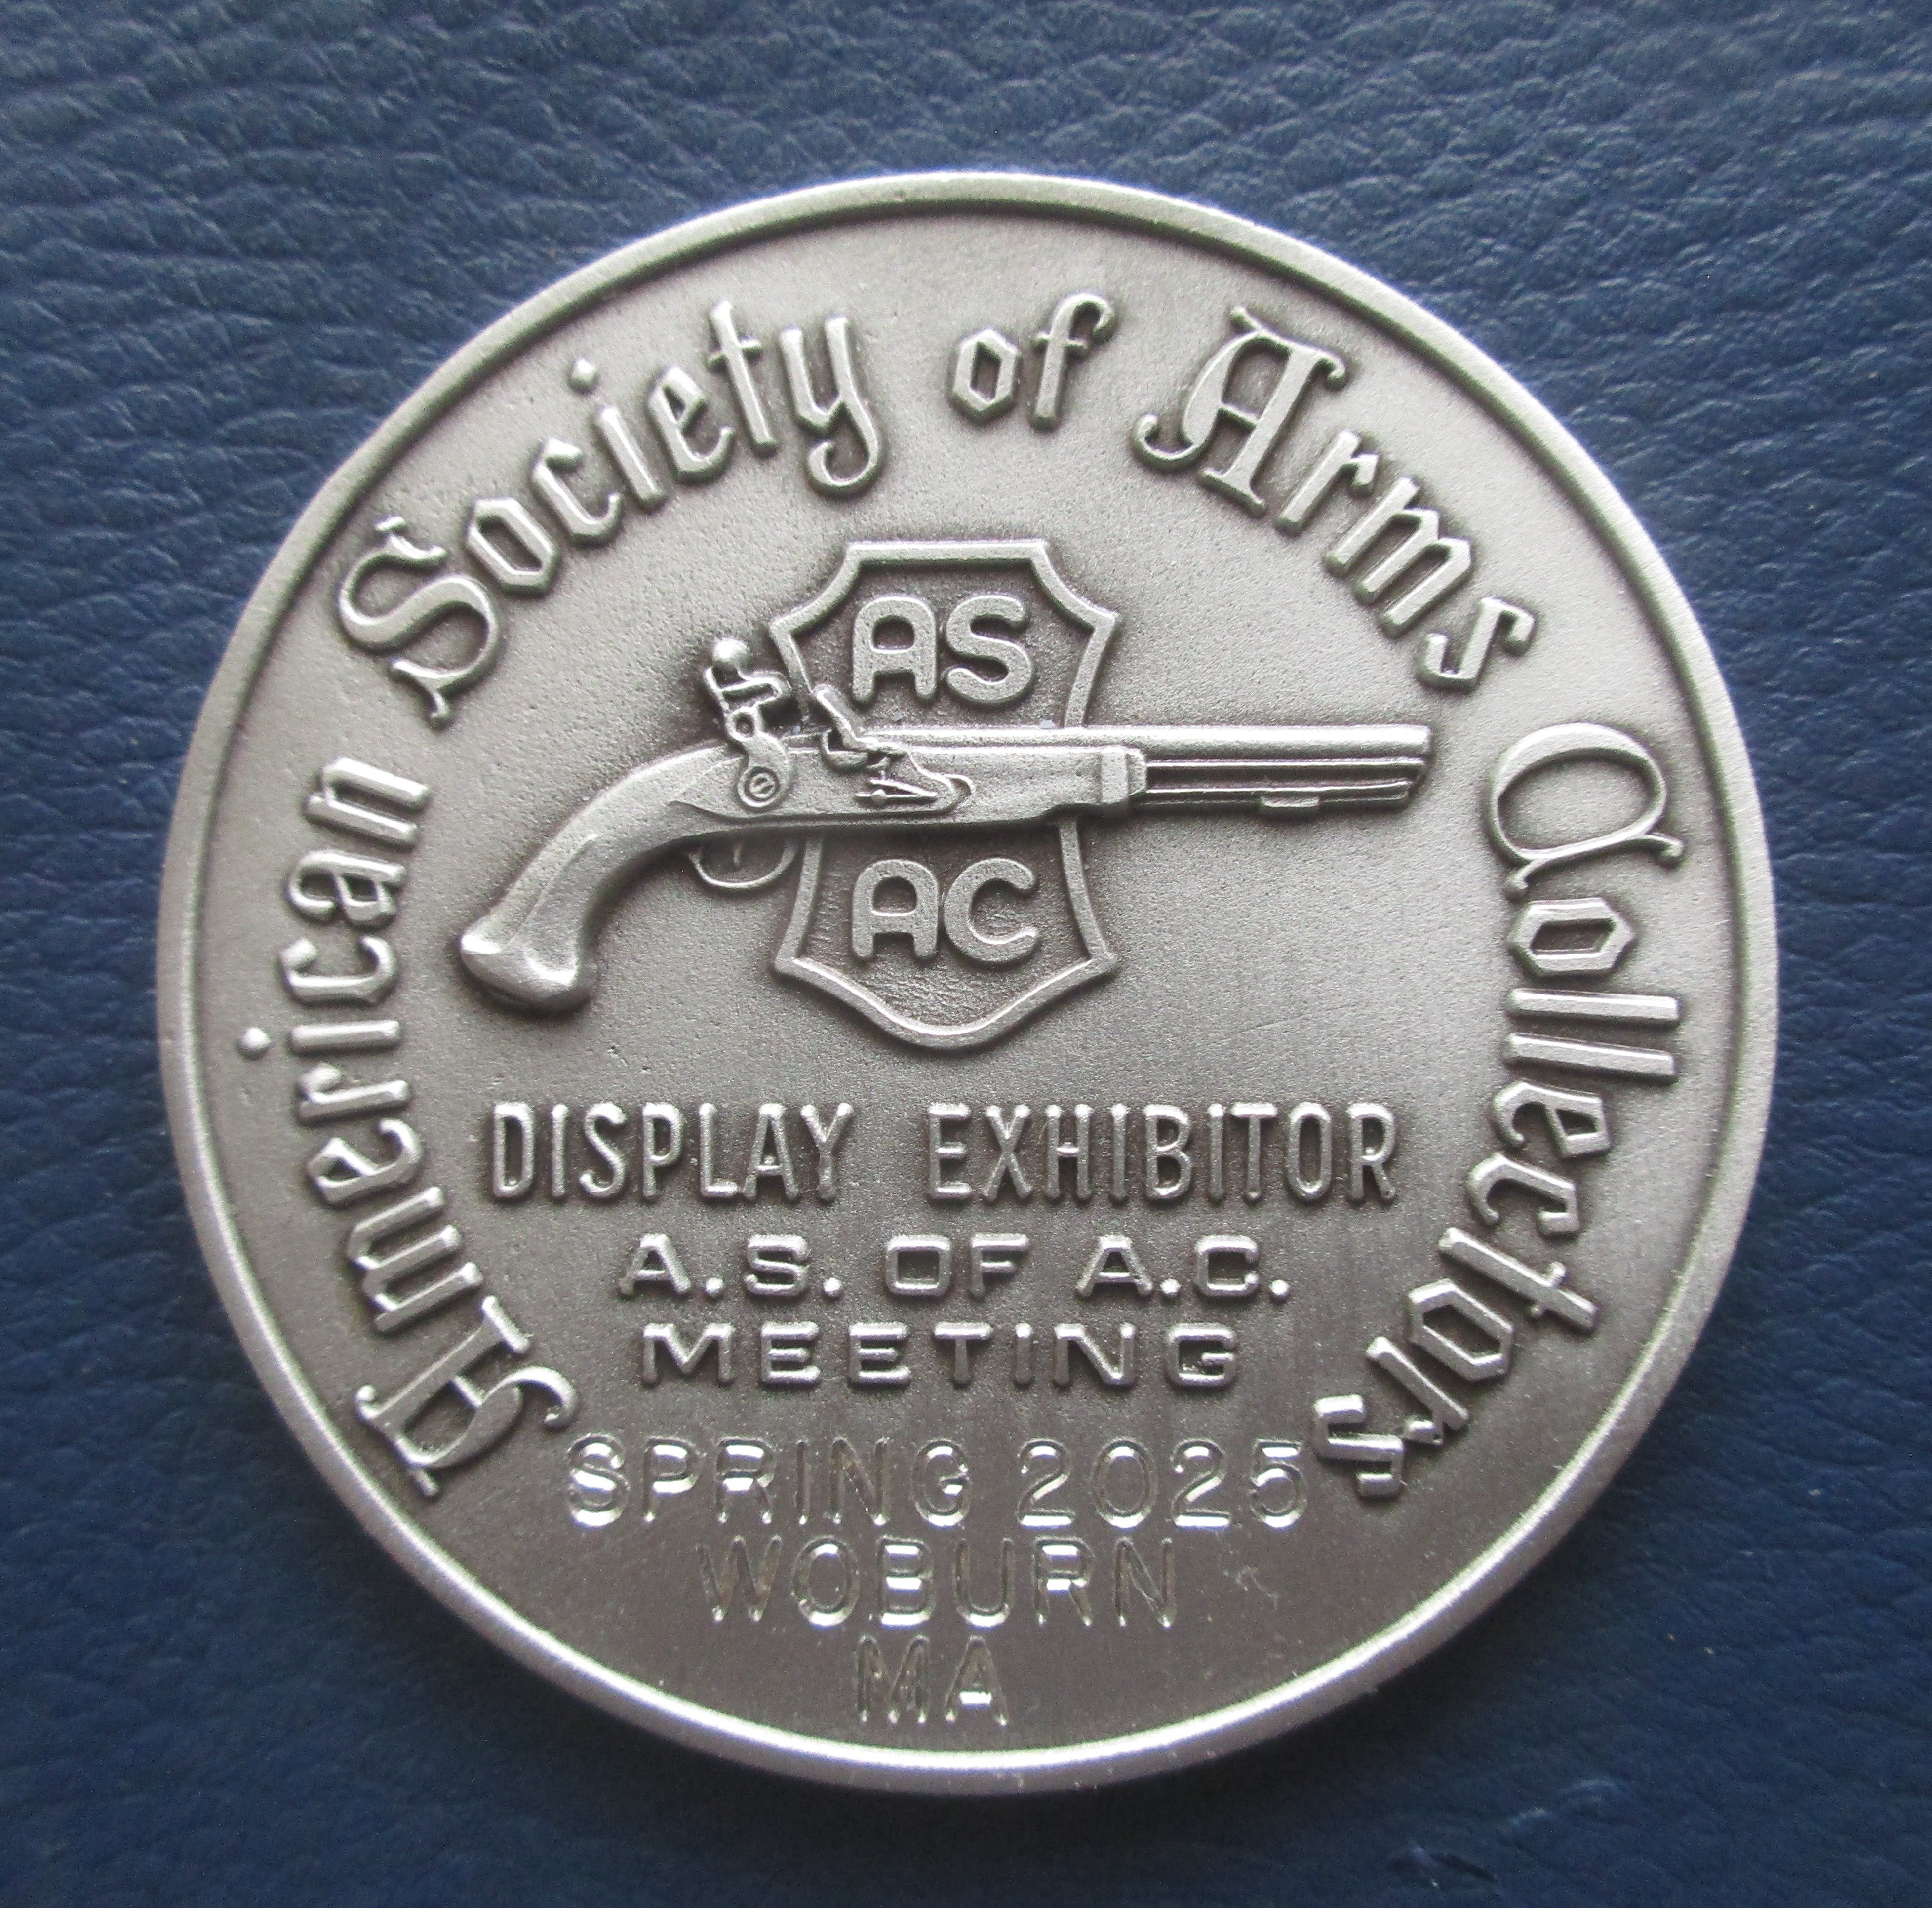 American Society of Arms Collectors
AS
AC
DISPLAY EXHIBITOR
A.S. OF A.C.
MEETING
SPRING 2025
WOBURN
MA